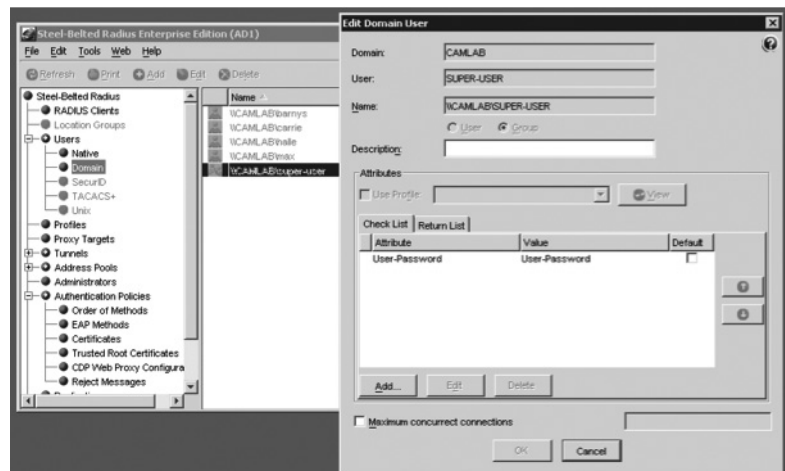 Steel-Belted Radius Enterprise Edition (AD1)
File Edit Tools Web Help
Refresh Print Add Edit Delete
Steel-Belted Radius
RADIUS Clients
Location Groups
Users
Native
Domain
SecurID
TACACS+
Unix
Profiles
Proxy Targets
Tunnels
Address Pools
Administrators
Authentication Policies
Order of Methods
EAP Methods
Certificates
Trusted Root Certificates
CDP Web Proxy Configura
Reject Messages
Name
\\CAMLAB\barnys
\\CAMLAB\carrie
\\CAMLAB\halle
\\CAMLAB\max
\\CAMLAB\super-user
Edit Domain User
Domain: CAMLAB
User: SUPER-USER
Name: \\CAMLAB\SUPER-USER
User Group
Description:
Attributes
Use Profile: View
Check List Return List
Attribute Value Default
User-Password User-Password
Add... Edit Delete
Maximum concurrect connections
OK Cancel